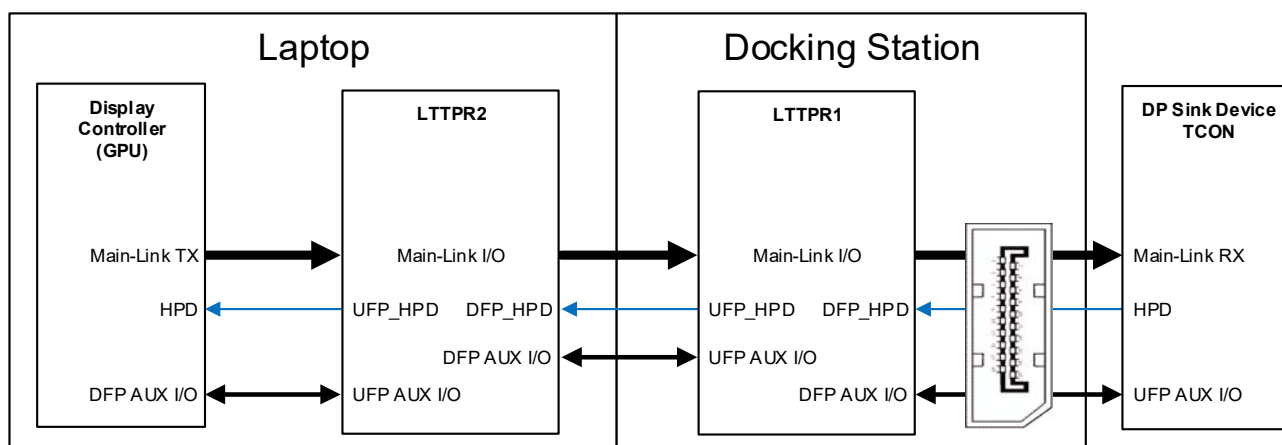 Laptop
Docking Station
Display
Controller
(GPU)
LTTPR2
LTTPR1
DP Sink Device
TCON
Main-Link TX
Main-Link I/O
Main-Link I/O
Main-Link RX
HPD
UFP_HPD
DFP_HPD
UFP_HPD
DFP_HPD
HPD
DFP AUX I/O
UFP AUX I/O
DFP AUX I/O
UFP AUX I/O
DFP AUX I/O
UFP AUX I/O